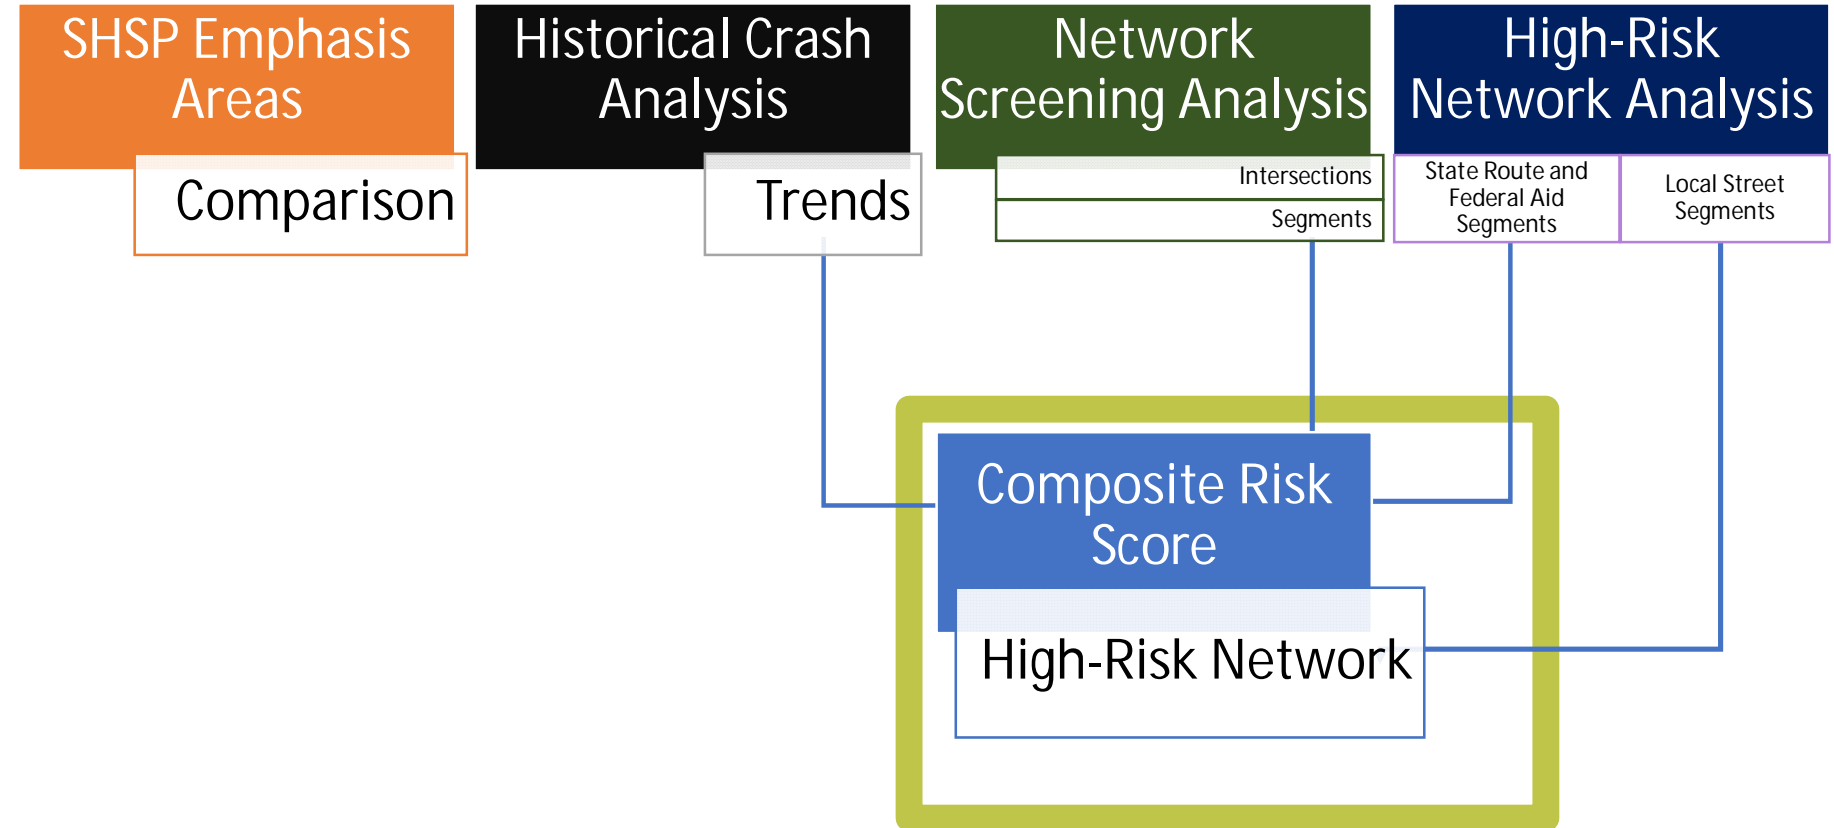 SHSP Emphasis
Areas
Comparison
Historical Crash
Analysis
Trends
Network
Screening Analysis
Intersections
Segments
High-Risk
Network Analysis
State Route and
Federal Aid
Segments
Local Street
Segments
Composite Risk
Score
High-Risk Network